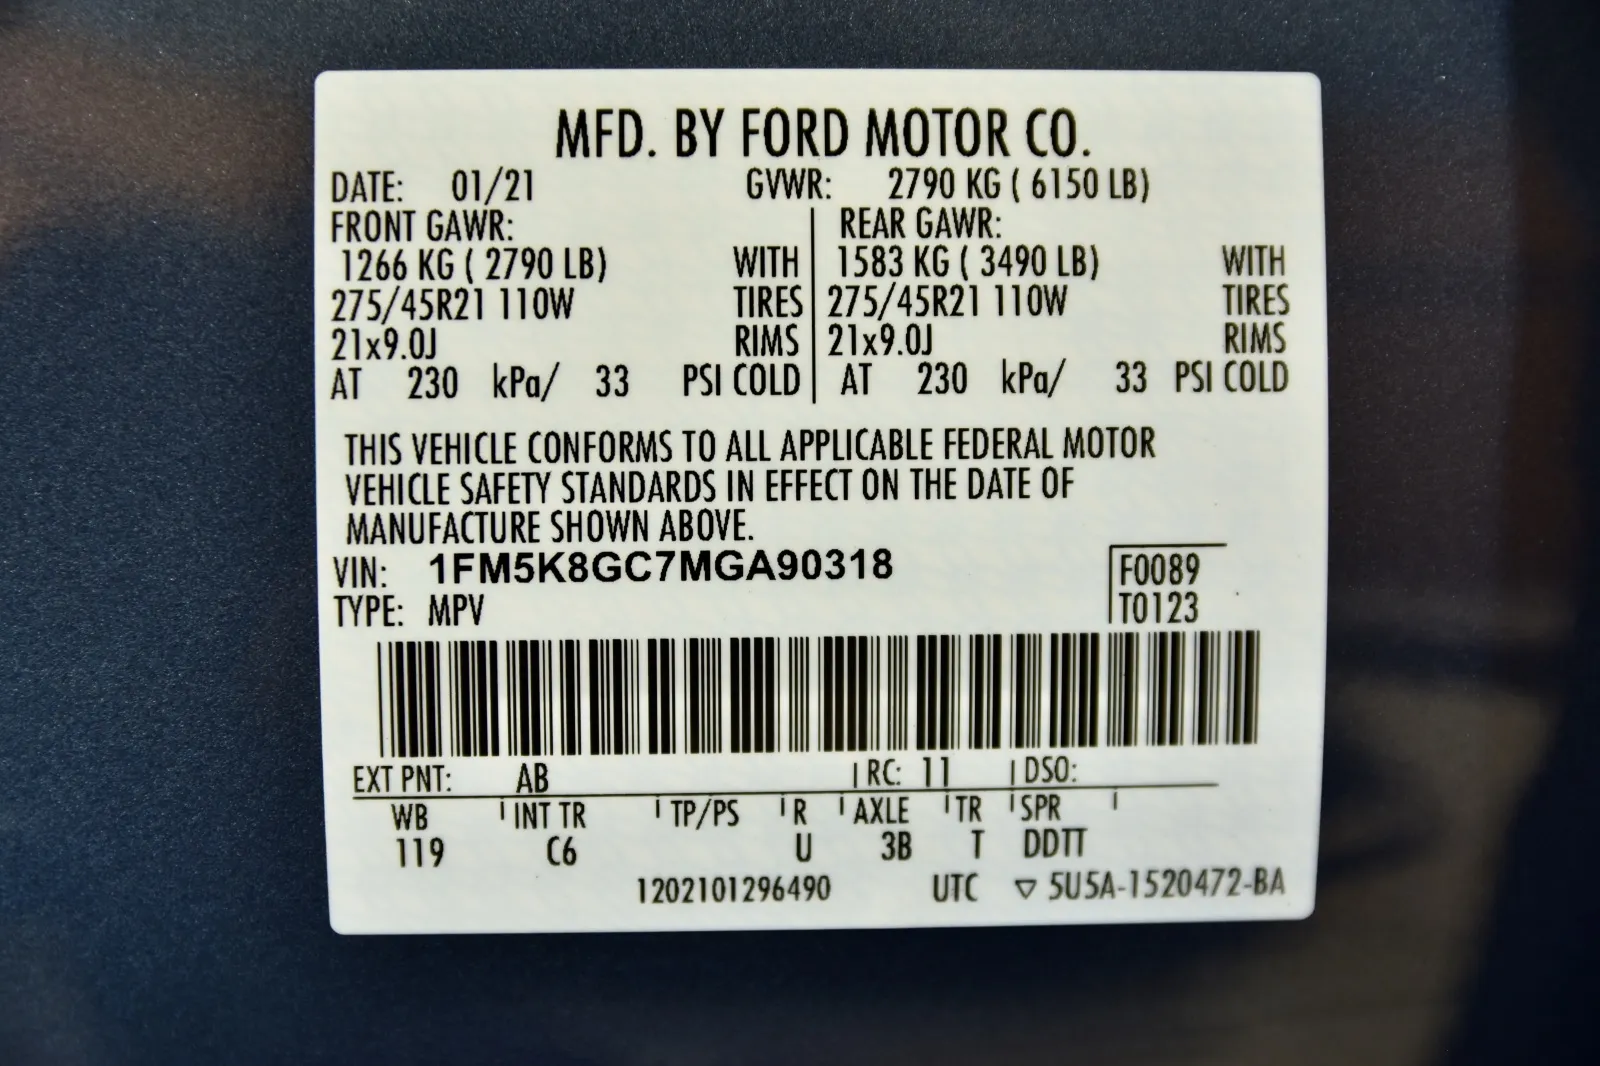 MFD. BY FORD MOTOR CO.
DATE: 01/21 GVWR: 2790 KG ( 6150 LB)
FRONT GAWR: REAR GAWR:
1266 KG ( 2790 LB) WITH 1583 KG ( 3490 LB) WITH
275/45R21 110W TIRES 275/45R21 110W TIRES
21x9.0J RIMS 21x9.0J RIMS
AT 230 kPa/ 33 PSI COLD AT 230 kPa/ 33 PSI COLD
THIS VEHICLE CONFORMS TO ALL APPLICABLE FEDERAL MOTOR
VEHICLE SAFETY STANDARDS IN EFFECT ON THE DATE OF
MANUFACTURE SHOWN ABOVE.
VIN: 1FM5K8GC7MGA90318 F0089
TYPE: MPV T0123
EXT PNT: AB RC: 11 DSO:
WB INT TR TP/PS R AXLE TR SPR
119 C6 U 3B T DDTT
1202101296490 UTC ▽ 5U5A-1520472-BA